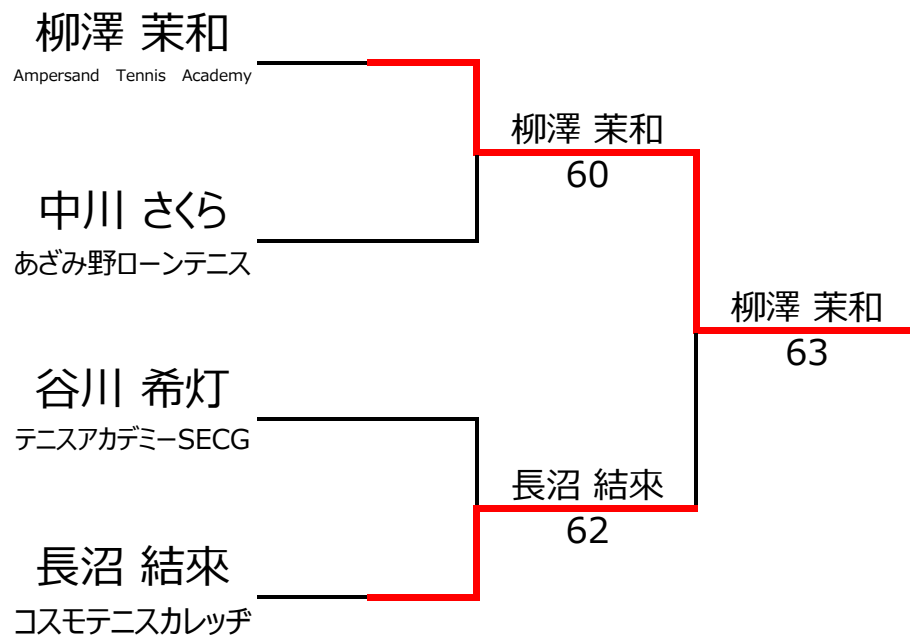 柳澤 茉和
Ampersand Tennis Academy
柳澤 茉和
60
中川 さくら
あざみ野ローンテニス
柳澤 茉和
63
谷川 希灯
テニスアカデミーSECG
長沼 結來
62
長沼 結來
コスモテニスカレッヂ